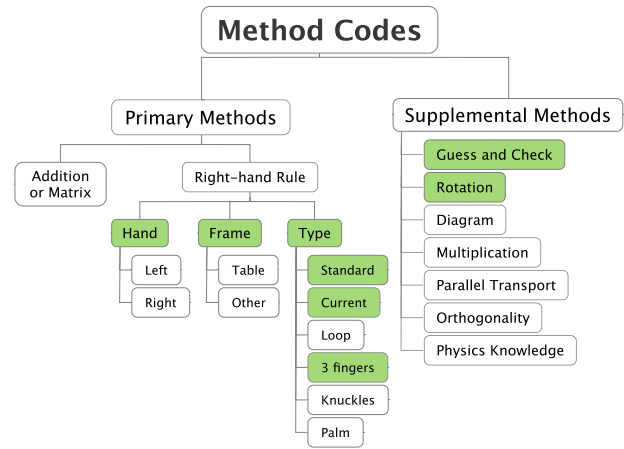 Method Codes
Primary Methods
Supplemental Methods
Addition
or Matrix
Right-hand Rule
Hand
Frame
Type
Left
Right
Table
Other
Standard
Current
Loop
3 fingers
Knuckles
Palm
Guess and Check
Rotation
Diagram
Multiplication
Parallel Transport
Orthogonality
Physics Knowledge